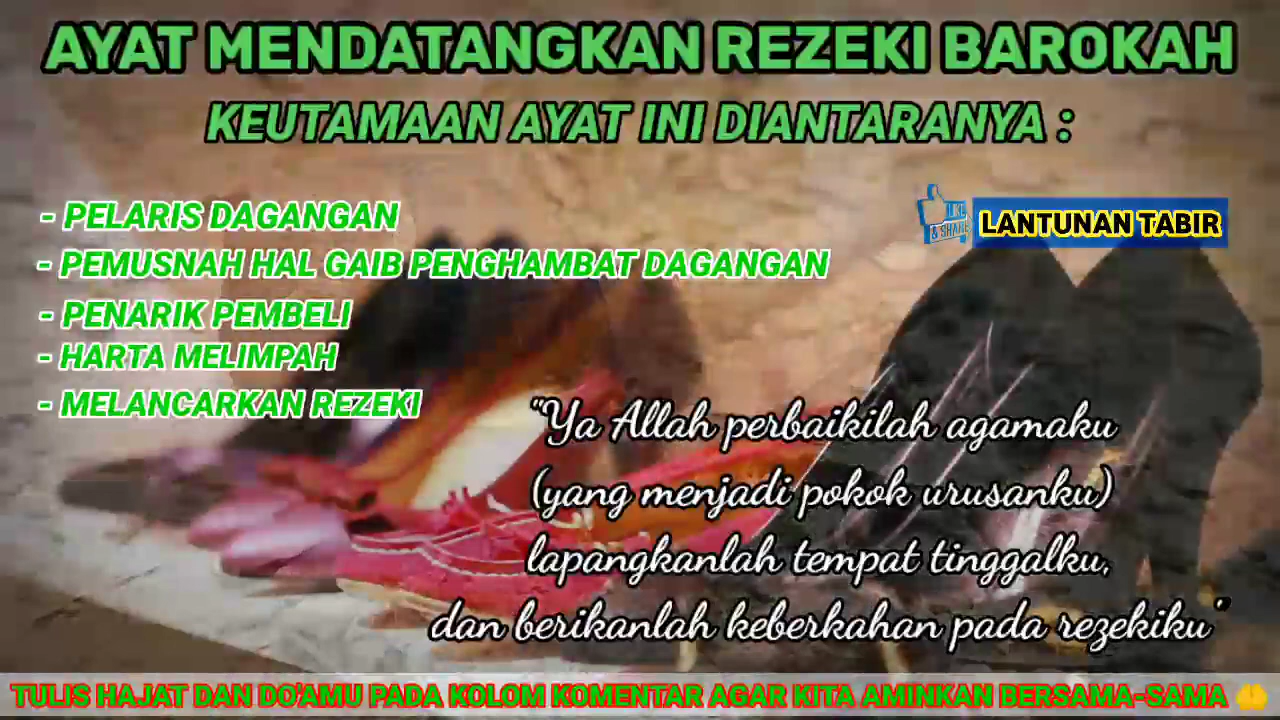 AYAT MENDATANGKAN REZEKI BAROKAH
KEUTAMAAN AYAT INI DIANTARANYA :
- PELARIS DAGANGAN
- PEMUSNAH HAL GAIB PENGHAMBAT DAGANGAN
- PENARIK PEMBELI
- HARTA MELIMPAH
- MELANCARKAN REZEKI
LIKE
& SHARE
LANTUNAN TABIR
"Ya Allah perbaikilah agamaku
(yang menjadi pokok urusanku)
lapangkanlah tempat tinggalku,
dan berikanlah keberkahan pada rezekiku"
TULIS HAJAT DAN DO'AMU PADA KOLOM KOMENTAR AGAR KITA AMINKAN BERSAMA-SAMA 🤲